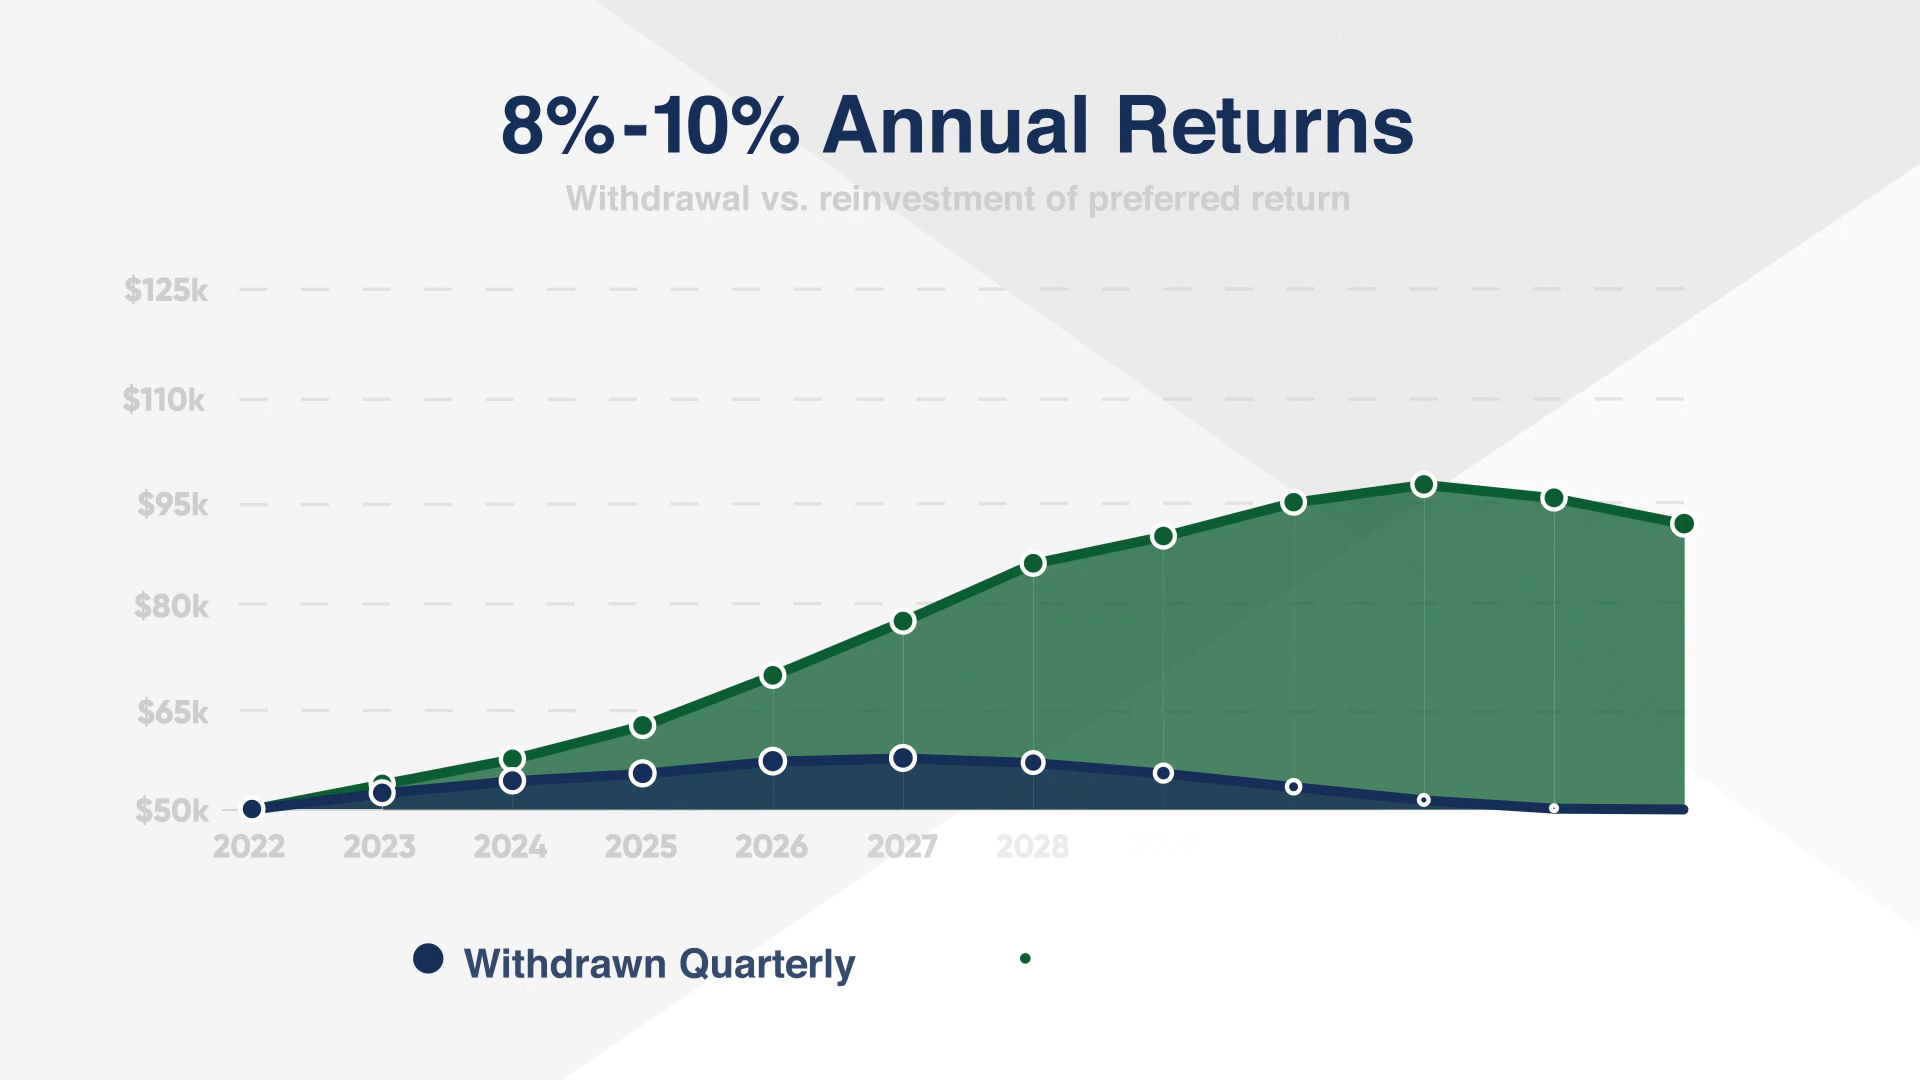 8%-10% Annual Returns
Withdrawal vs. reinvestment of preferred return
$125k
$110k
$95k
$80k
$65k
$50k
2022 2023 2024 2025 2026 2027 2028
Withdrawn Quarterly